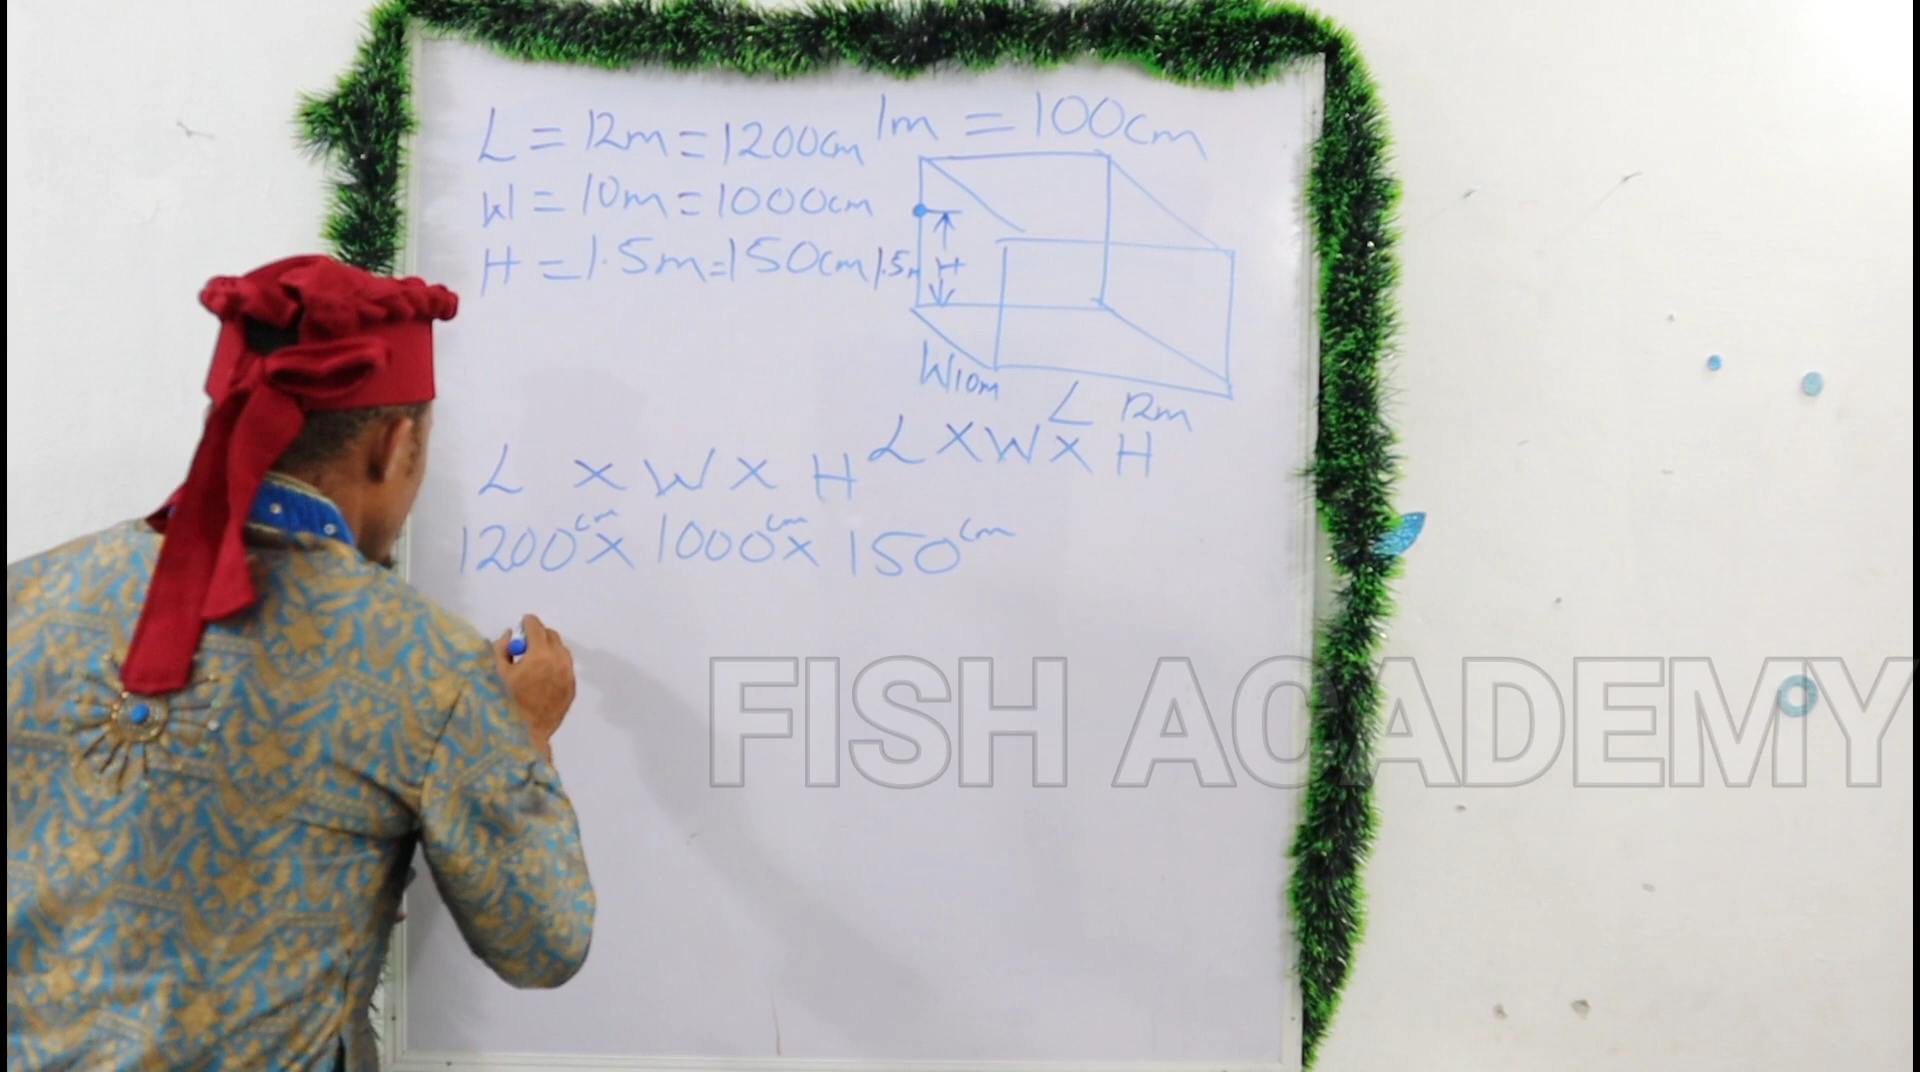 L = 12m = 1200cm
W = 10m = 1000cm
H = 1.5m = 150cm
1m = 100cm
1.5m
H
W 10m
L 12m
L X W X H
L X W X H
1200cm X 1000cm X 150cm
FISH ACADEMY